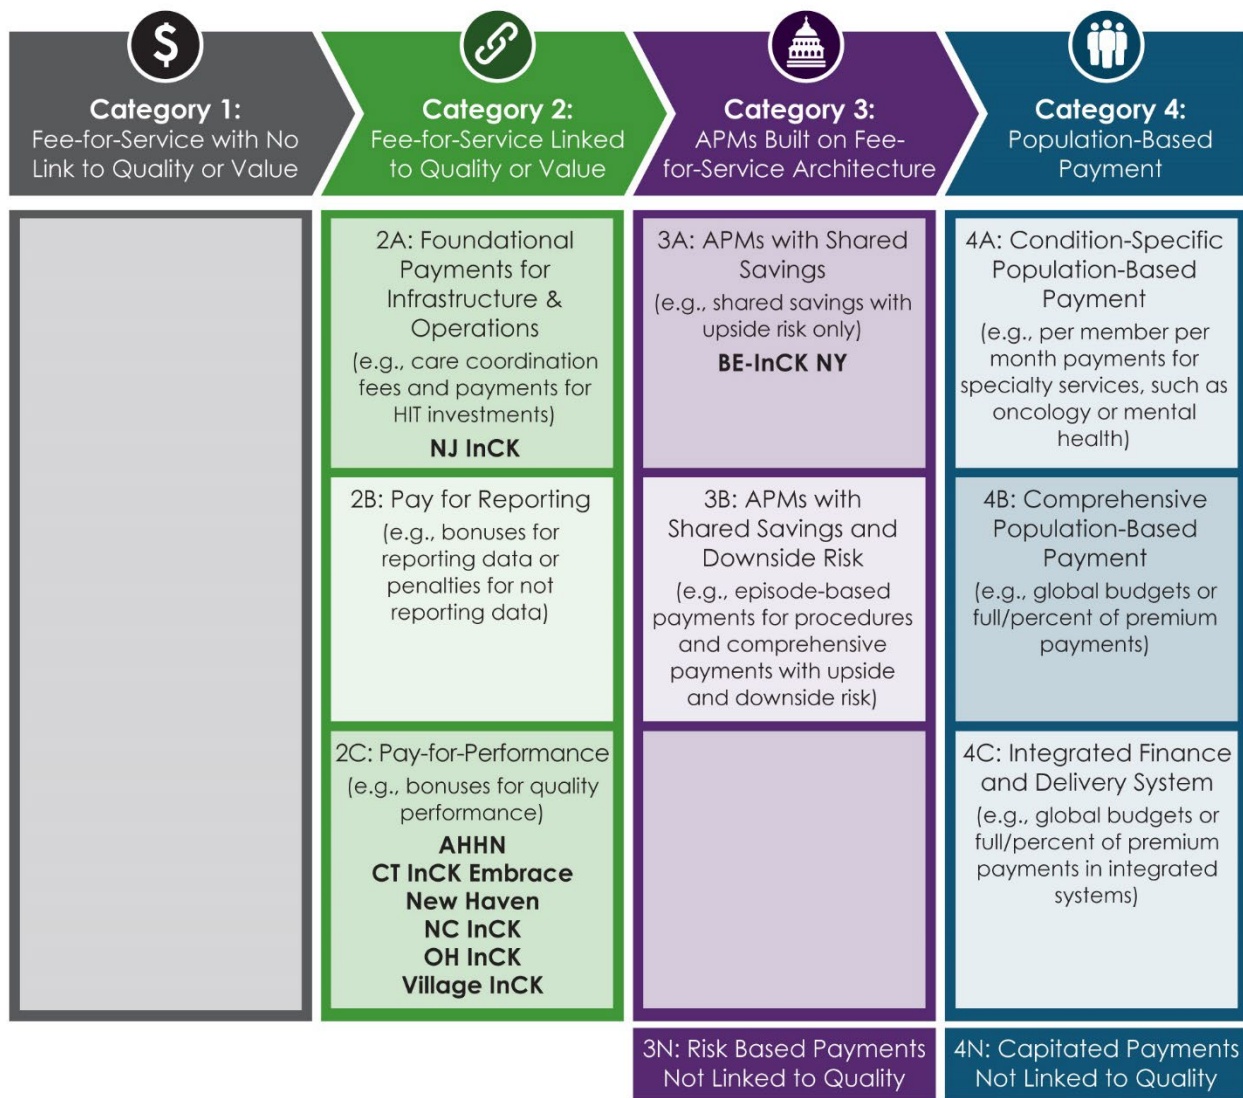 $
Category 1:
Fee-for-Service with No
Link to Quality or Value
Category 2:
Fee-for-Service Linked
to Quality or Value
Category 3:
APMs Built on Fee-
for-Service Architecture
Category 4:
Population-Based
Payment
2A: Foundational
Payments for
Infrastructure &
Operations
(e.g., care coordination
fees and payments for
HIT investments)
NJ InCK
2B: Pay for Reporting
(e.g., bonuses for
reporting data or
penalties for not
reporting data)
2C: Pay-for-Performance
(e.g., bonuses for quality
performance)
AHHN
CT InCK Embrace
New Haven
NC InCK
OH InCK
Village InCK
3A: APMs with Shared
Savings
(e.g., shared savings with
upside risk only)
BE-InCK NY
3B: APMs with
Shared Savings and
Downside Risk
(e.g., episode-based
payments for procedures
and comprehensive
payments with upside
and downside risk)
3N: Risk Based Payments
Not Linked to Quality
4A: Condition-Specific
Population-Based
Payment
(e.g., per member per
month payments for
specialty services, such as
oncology or mental
health)
4B: Comprehensive
Population-Based
Payment
(e.g., global budgets or
full/percent of premium
payments)
4C: Integrated Finance
and Delivery System
(e.g., global budgets or
full/percent of premium
payments in integrated
systems)
4N: Capitated Payments
Not Linked to Quality